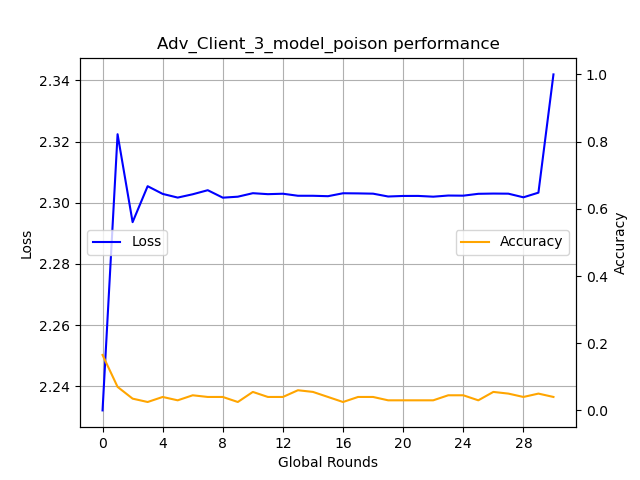 Adv_Client_3_model_poison performance
Loss
2.34
2.32
2.30
2.28
2.26
2.24
Loss
Accuracy
1.0
0.8
0.6
0.4
0.2
0.0
Accuracy
0 4 8 12 16 20 24 28
Global Rounds